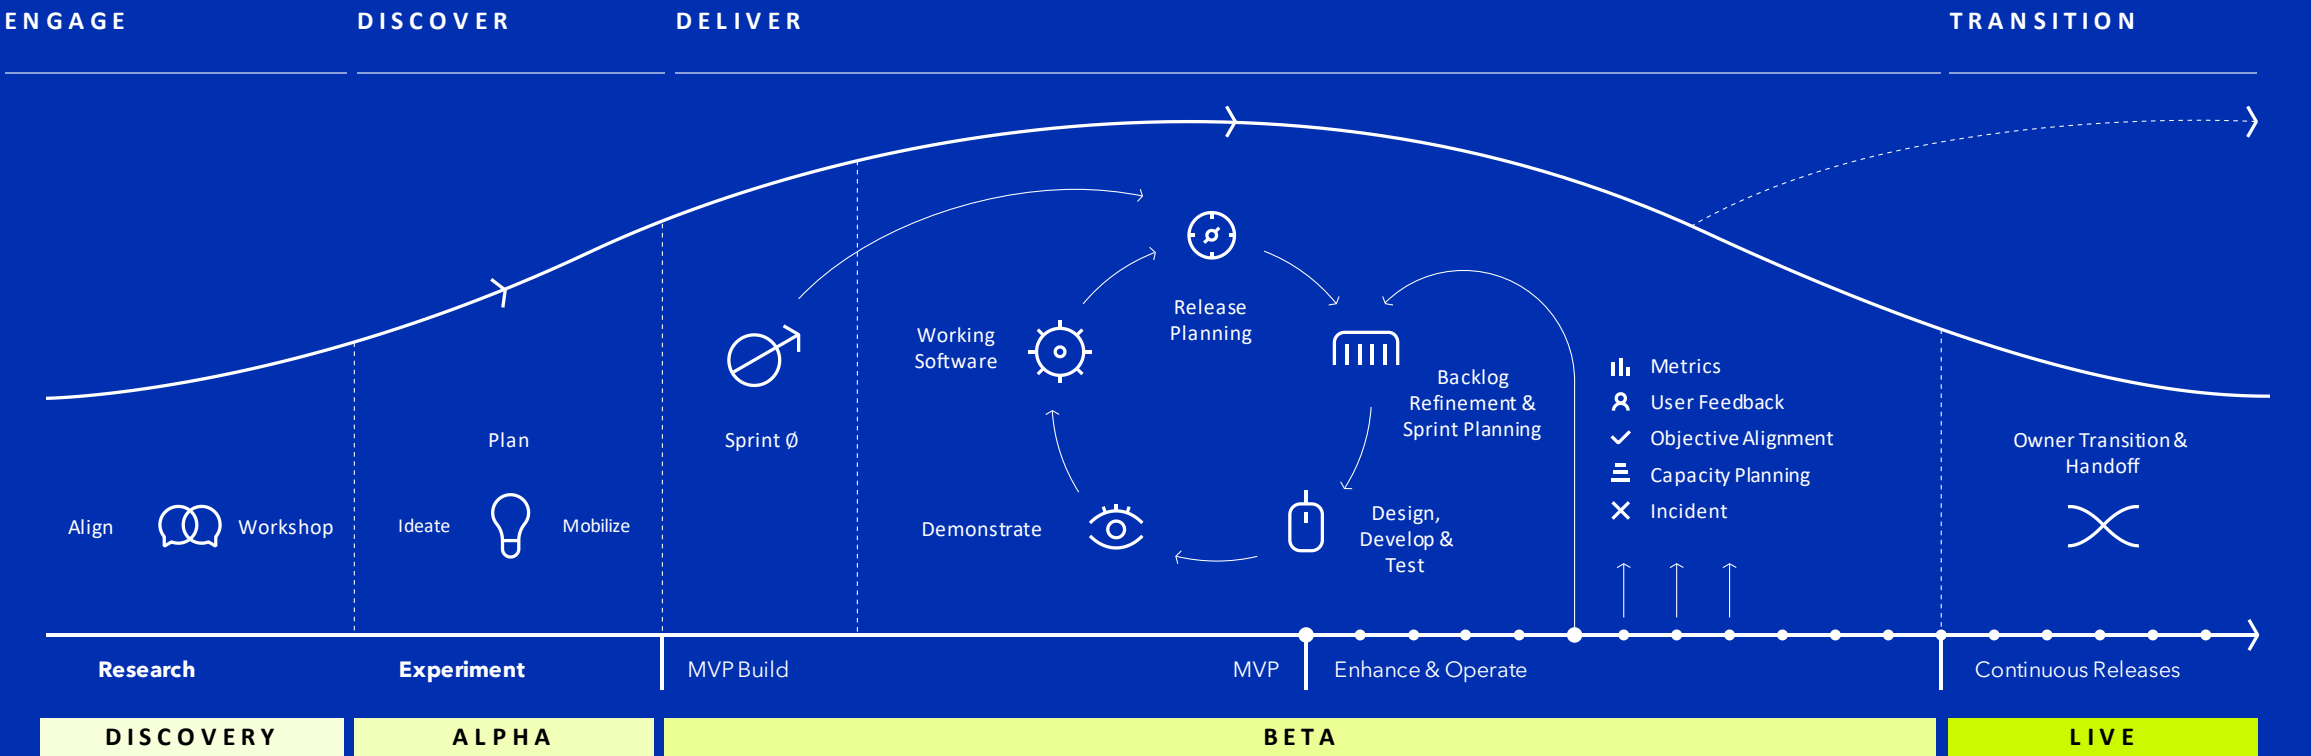 ENGAGE
DISCOVER
DELIVER
TRANSITION
Release
Planning
Working
Software
Backlog
Refinement &
Sprint Planning
Metrics
User Feedback
Objective Alignment
Capacity Planning
Incident
Plan
Sprint Ø
Owner Transition &
Handoff
Align
Workshop
Ideate
Mobilize
Demonstrate
Design,
Develop &
Test
Research
Experiment
MVP Build
MVP
Enhance & Operate
Continuous Releases
DISCOVERY
ALPHA
BETA
LIVE